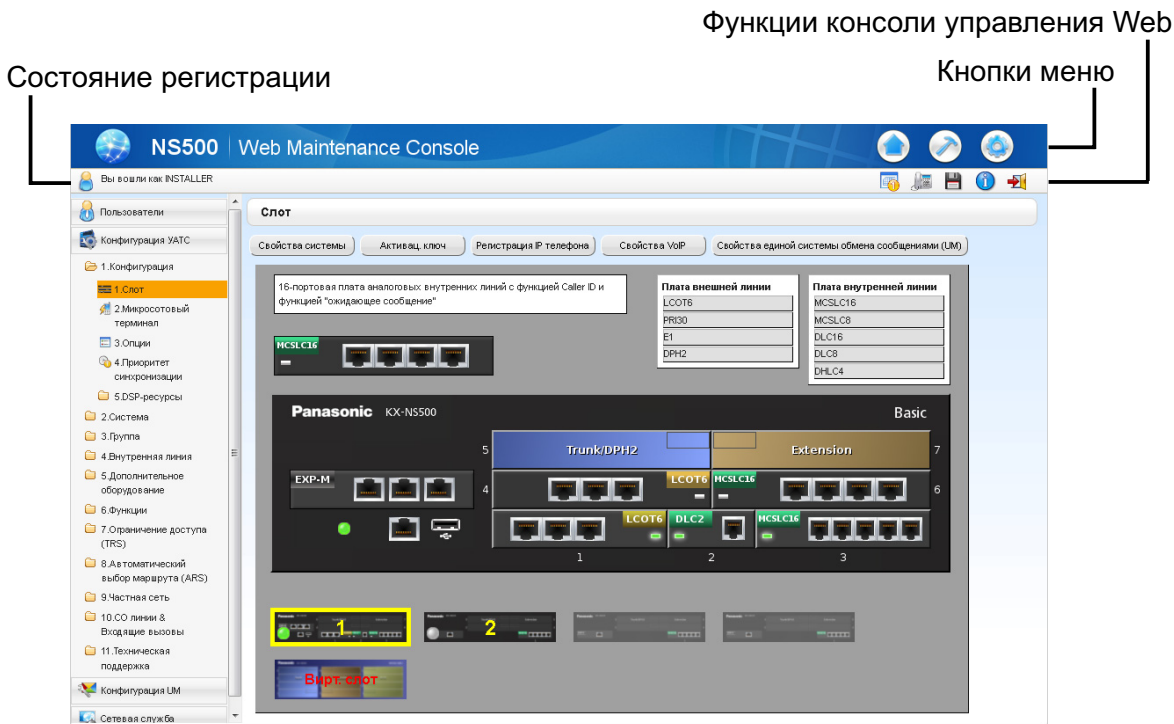 Функции консоли управления Web
Состояние регистрации
Кнопки меню
NS500 Web Maintenance Console
Вы вошли как INSTALLER
Пользователи
Конфигурация УАТС
1.Конфигурация
1.Слот
2.Микросотовый
терминал
3.Опции
4.Приоритет
синхронизации
5.DSP-ресурсы
2.Система
3.Группа
4.Внутренняя линия
5.Дополнительное
оборудование
6.Функции
7.Ограничение доступа
(TRS)
8.Автоматический
выбор маршрута (ARS)
9.Частная сеть
10.CO линии &
Входящие вызовы
11.Техническая
поддержка
Конфигурация UM
Сетевая служба
Слот
Свойства системы
Активац. ключ
Регистрация IP телефона
Свойства VoIP
Свойства единой системы обмена сообщениями (UM)
16-портовая плата аналоговых внутренних линий с функцией Caller ID и
функцией "ожидающее сообщение"
Плата внешней линии
LCOT6
PRI30
E1
DPH2
Плата внутренней линии
MCSLC16
MCSLC8
DLC16
DLC8
DHLC4
MCSLC16
Panasonic KX-NS500
Basic
5 Trunk/DPH2 Extension 7
EXP-M
4 LCOT6 MCSLC16 6
LCOT6 DLC2 MCSLC16
1 2 3
1 2
Вирт. слот